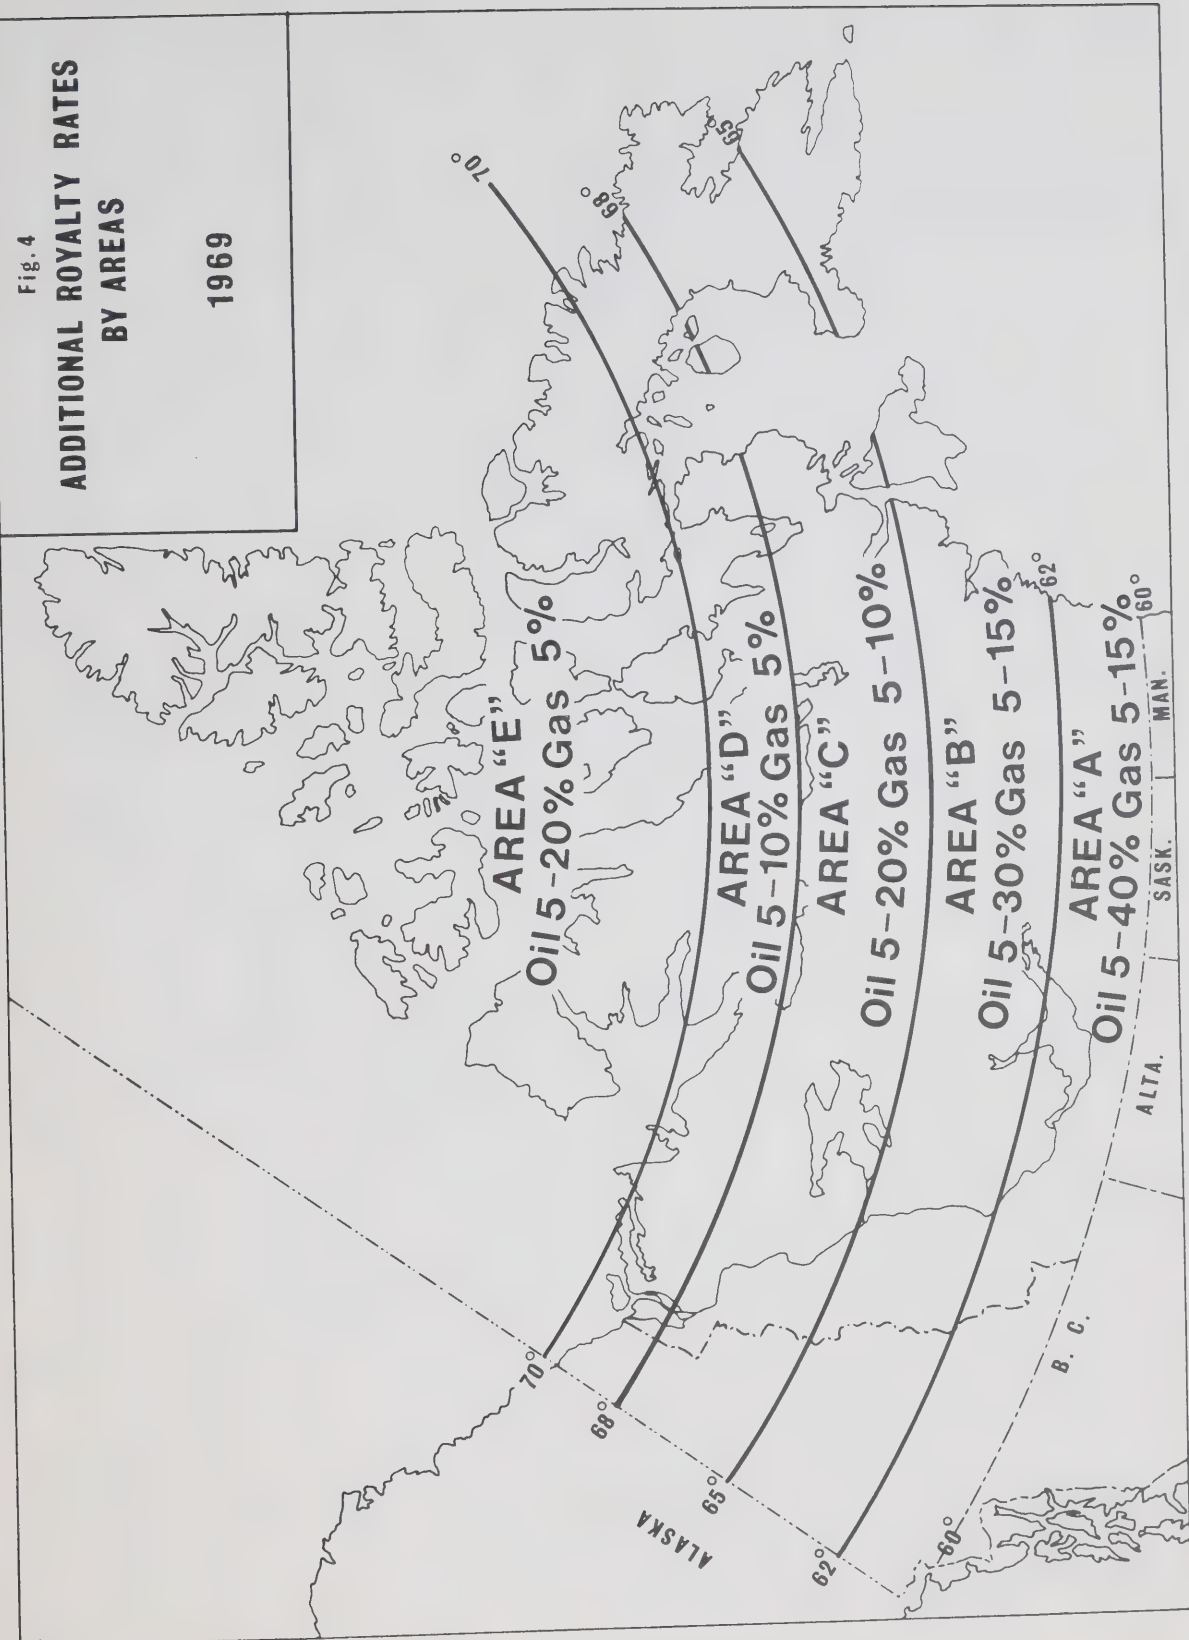 Fig. 4
ADDITIONAL ROYALTY RATES
BY AREAS
1969
70°
68°
65°
AREA “E”
Oil 5-20% Gas 5%
AREA “D”
Oil 5-10% Gas 5%
AREA “C”
Oil 5-20% Gas 5-10%
AREA “B”
Oil 5-30% Gas 5-15%
62°
AREA “A”
Oil 5-40% Gas 5-15%
60°
70°
68°
65°
62°
60°
ALASKA
B. C.
ALTA.
SASK.
MAN.